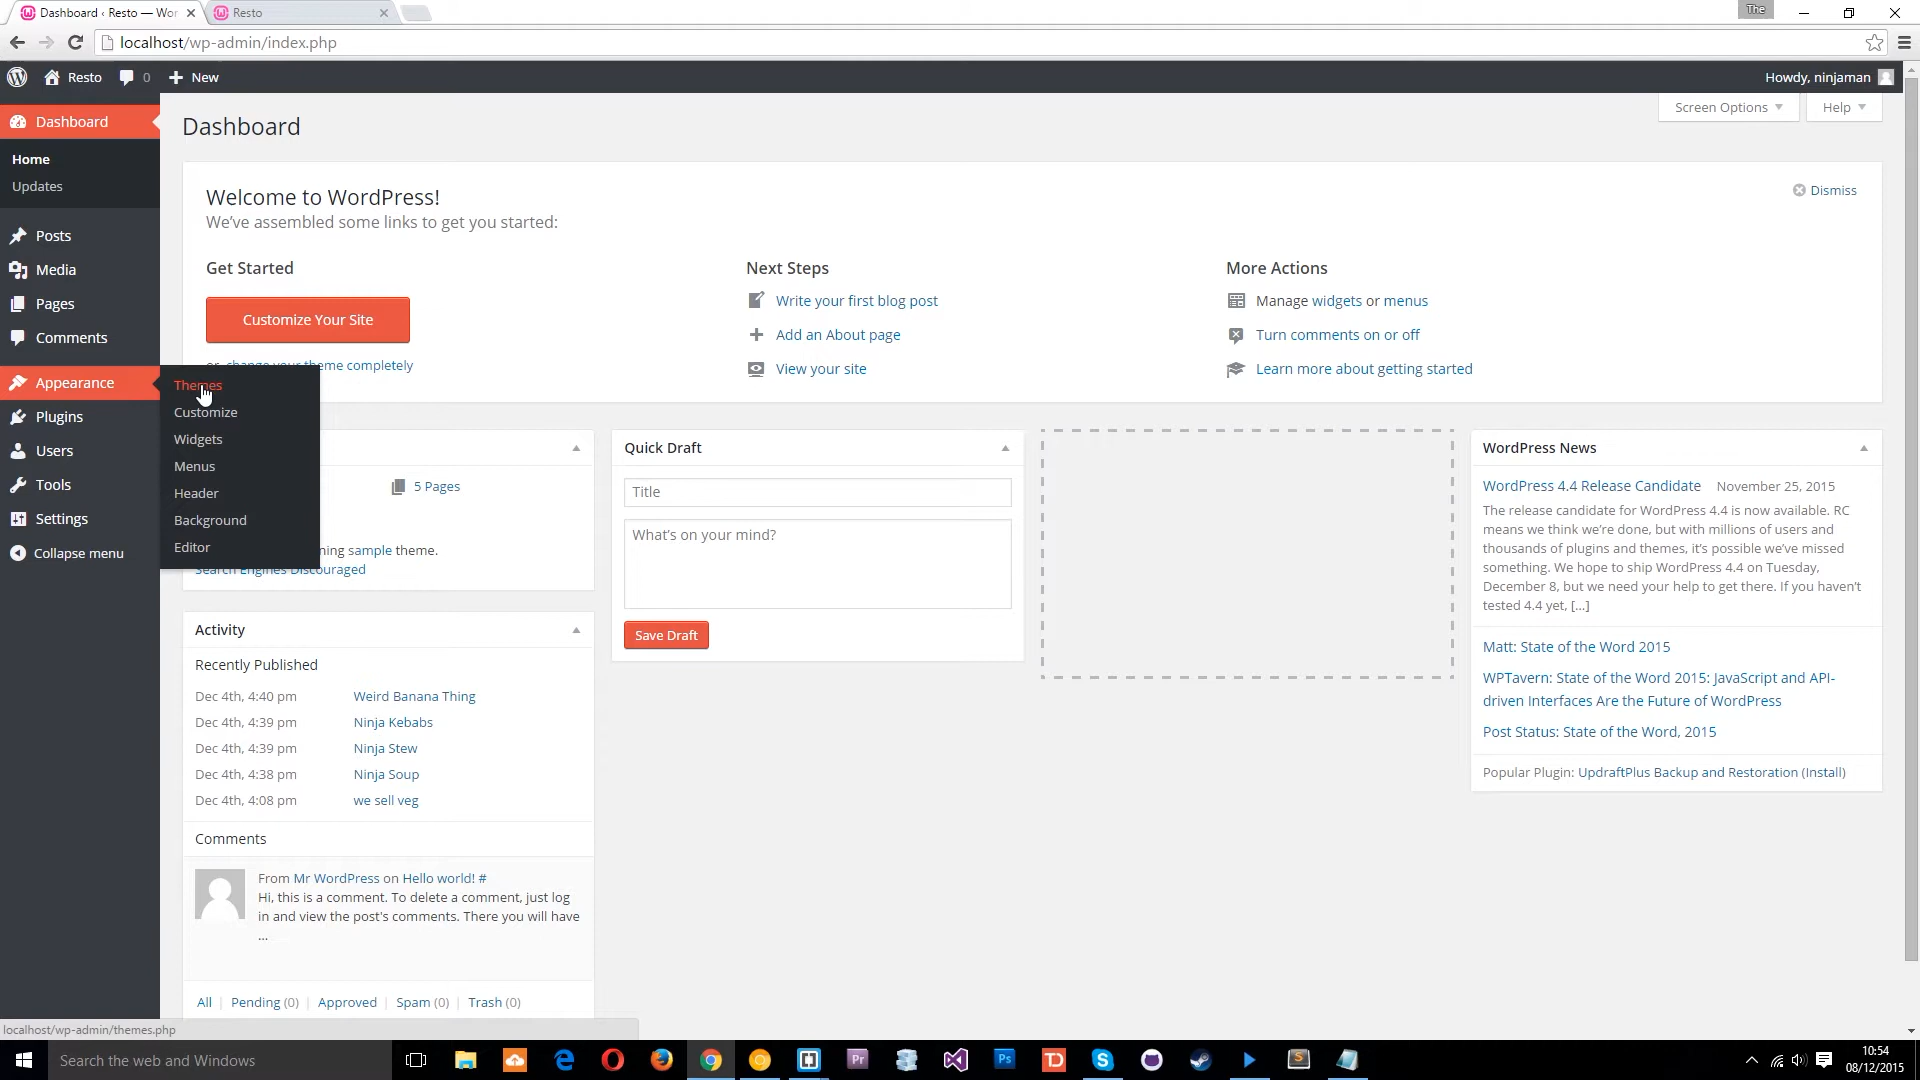 Dashboard ‹ Resto — Wor
Resto
The
localhost/wp-admin/index.php
Resto
0
New
Howdy, ninjaman
Dashboard
Home
Updates
Posts
Media
Pages
Comments
Appearance
Plugins
Users
Tools
Settings
Collapse menu
Themes
Customize
Widgets
Menus
Header
Background
Editor
Dashboard
Screen Options
Help
Welcome to WordPress!
We've assembled some links to get you started:
Dismiss
Get Started
Customize Your Site
or, change your theme completely
Next Steps
Write your first blog post
Add an About page
View your site
More Actions
Manage widgets or menus
Turn comments on or off
Learn more about getting started
5 Pages
ning sample theme.
Search Engines Discouraged
Activity
Recently Published
Dec 4th, 4:40 pm Weird Banana Thing
Dec 4th, 4:39 pm Ninja Kebabs
Dec 4th, 4:39 pm Ninja Stew
Dec 4th, 4:38 pm Ninja Soup
Dec 4th, 4:08 pm we sell veg
Comments
From Mr WordPress on Hello world! #
Hi, this is a comment. To delete a comment, just log
in and view the post's comments. There you will have
...
All | Pending (0) | Approved | Spam (0) | Trash (0)
Quick Draft
Title
What's on your mind?
Save Draft
WordPress News
WordPress 4.4 Release Candidate November 25, 2015
The release candidate for WordPress 4.4 is now available. RC
means we think we're done, but with millions of users and
thousands of plugins and themes, it's possible we've missed
something. We hope to ship WordPress 4.4 on Tuesday,
December 8, but we need your help to get there. If you haven't
tested 4.4 yet, [...]
Matt: State of the Word 2015
WPTavern: State of the Word 2015: JavaScript and API-
driven Interfaces Are the Future of WordPress
Post Status: State of the Word, 2015
Popular Plugin: UpdraftPlus Backup and Restoration (Install)
localhost/wp-admin/themes.php
Search the web and Windows
Pr
Ps
TD
S
10:54
08/12/2015